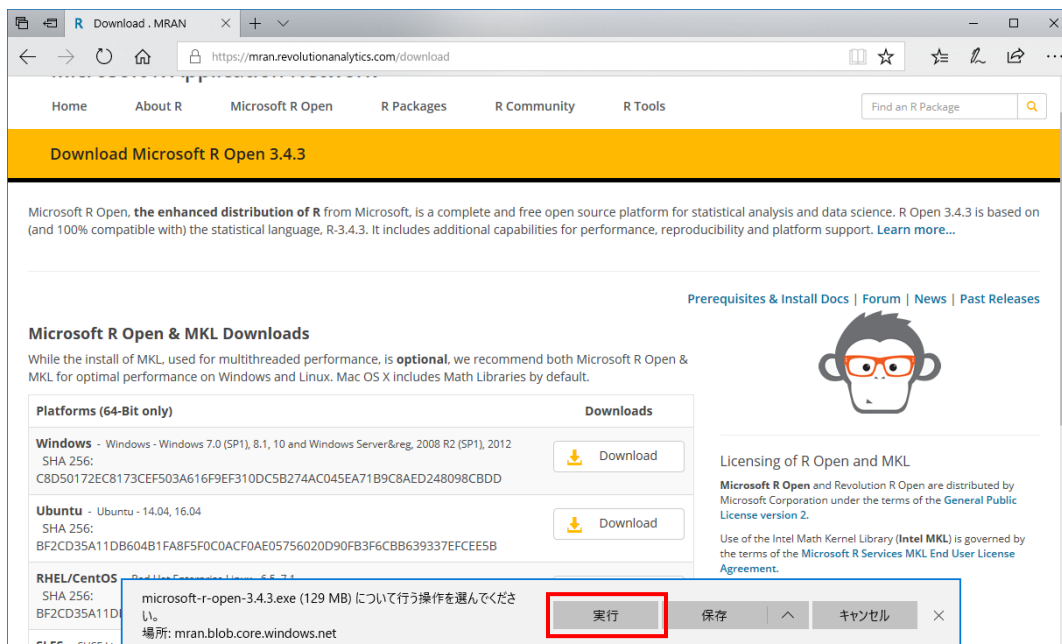 R Download . MRAN
https://mran.revolutionanalytics.com/download
Home About R Microsoft R Open R Packages R Community R Tools Find an R Package
Download Microsoft R Open 3.4.3
Microsoft R Open, the enhanced distribution of R from Microsoft, is a complete and free open source platform for statistical analysis and data science. R Open 3.4.3 is based on
(and 100% compatible with) the statistical language, R-3.4.3. It includes additional capabilities for performance, reproducibility and platform support. Learn more...
Prerequisites & Install Docs | Forum | News | Past Releases
Microsoft R Open & MKL Downloads
While the install of MKL, used for multithreaded performance, is optional, we recommend both Microsoft R Open &
MKL for optimal performance on Windows and Linux. Mac OS X includes Math Libraries by default.
Platforms (64-Bit only) Downloads
Windows - Windows - Windows 7.0 (SP1), 8.1, 10 and Windows Server&reg, 2008 R2 (SP1), 2012
SHA 256:
C8D50172EC8173CEF503A616F9EF310DC5B274AC045EA71B9C8AED248098CBDD
Download
Ubuntu - Ubuntu - 14.04, 16.04
SHA 256:
BF2CD35A11DB604B1FA8F5F0C0ACF0AE05756020D90FB3F6CBB639337EFCEE5B
Download
RHEL/CentOS
SHA 256:
BF2CD35A11D
Licensing of R Open and MKL
Microsoft R Open and Revolution R Open are distributed by
Microsoft Corporation under the terms of the General Public
License version 2.
Use of the Intel Math Kernel Library (Intel MKL) is governed by
the terms of the Microsoft R Services MKL End User License
Agreement.
microsoft-r-open-3.4.3.exe (129 MB) について行う操作を選んでくださ
い。
場所: mran.blob.core.windows.net
実行 保存 キャンセル